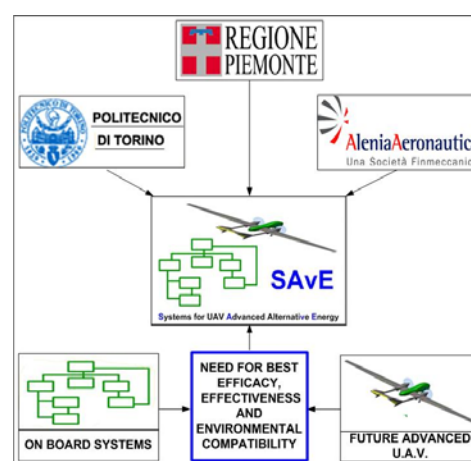 REGIONE
PIEMONTE
POLITECNICO
DI TORINO
AleniaAeronautic
Una Società Finmeccanic
SAvE
Systems for UAV Advanced Alternative Energy
NEED FOR BEST
EFFICACY,
EFFECTIVENESS
AND
ENVIRONMENTAL
COMPATIBILITY
ON BOARD SYSTEMS
FUTURE ADVANCED
U.A.V.